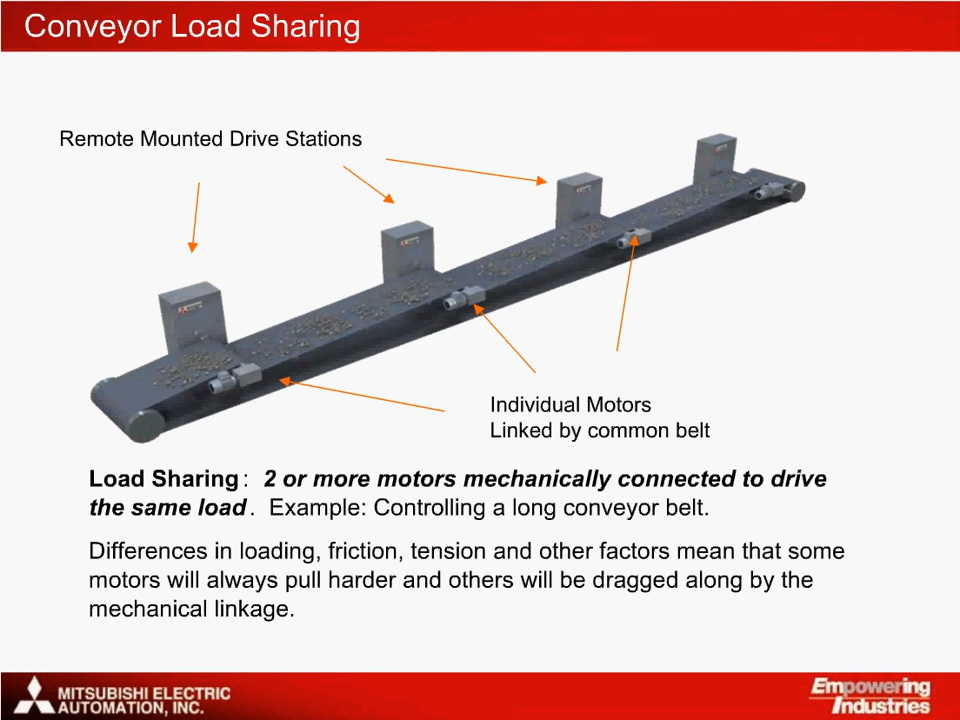 Conveyor Load Sharing
Remote Mounted Drive Stations
Individual Motors
Linked by common belt
Load Sharing: 2 or more motors mechanically connected to drive
the same load. Example: Controlling a long conveyor belt.
Differences in loading, friction, tension and other factors mean that some
motors will always pull harder and others will be dragged along by the
mechanical linkage.
MITSUBISHI ELECTRIC
AUTOMATION, INC.
Empowering
Industries